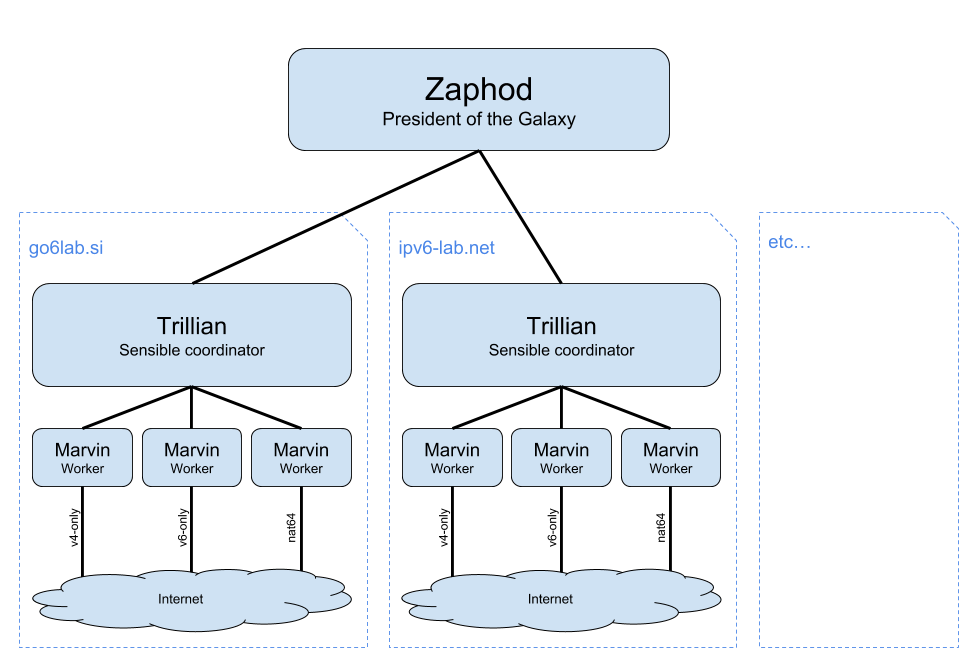 Zaphod
President of the Galaxy
go6lab.si
Trillian
Sensible coordinator
Marvin
Worker
Marvin
Worker
Marvin
Worker
v4-only
v6-only
nat64
Internet
ipv6-lab.net
Trillian
Sensible coordinator
Marvin
Worker
Marvin
Worker
Marvin
Worker
v4-only
v6-only
nat64
Internet
etc…